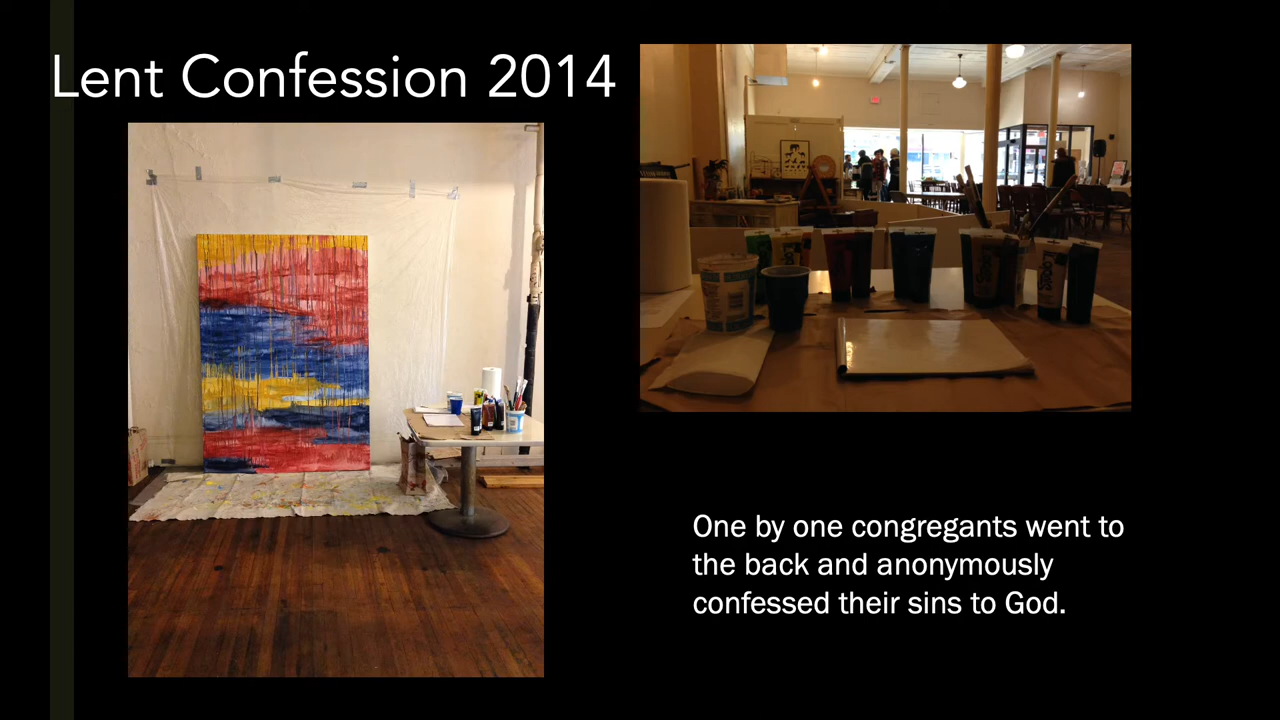 Lent Confession 2014
One by one congregants went to
the back and anonymously
confessed their sins to God.